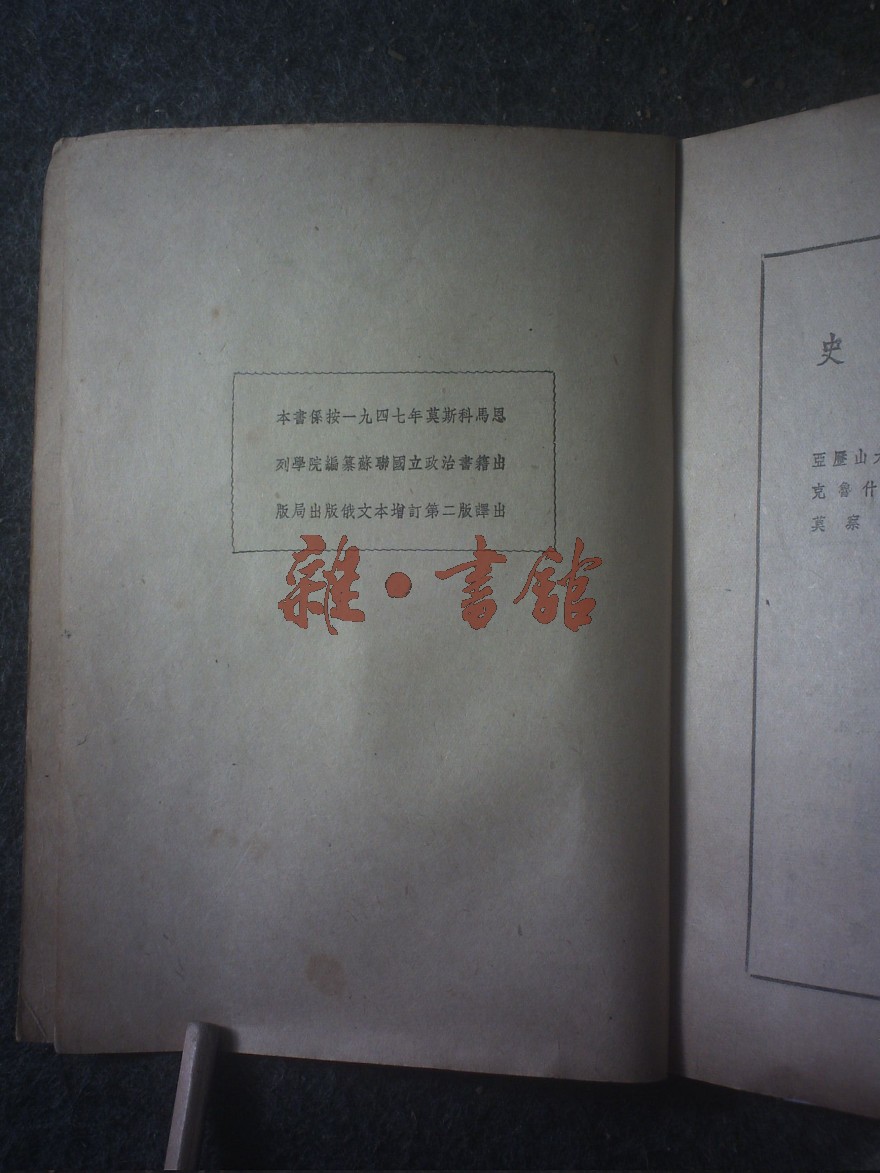 本書係按一九四七年莫斯科馬恩
列學院編纂蘇聯國立政治書籍出
版局出版俄文本增訂第二版譯出
雜·書館
史
亞歷山大
克魯什
莫察